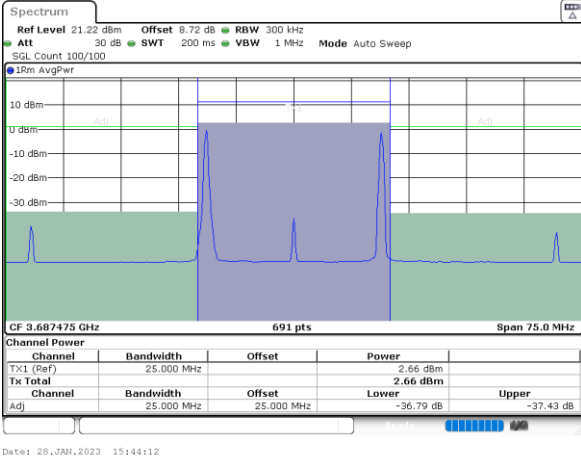 Spectrum
Ref Level 21.22 dBm Offset 8.72 dB RBW 300 kHz
Att 30 dB SWT 200 ms VBW 1 MHz Mode Auto Sweep
SGL Count 100/100
1Rm AvgPwr
10 dBm
Adj Tx1 Adj
0 dBm
-10 dBm
-20 dBm
-30 dBm
CF 3.687475 GHz 691 pts Span 75.0 MHz
Channel Power
Channel Bandwidth Offset Power
TX1 (Ref) 25.000 MHz 2.66 dBm
Tx Total 2.66 dBm
Channel Bandwidth Offset Lower Upper
Adj 25.000 MHz 25.000 MHz -36.79 dB -37.43 dB
Ready
Date: 28.JAN.2023 15:44:12